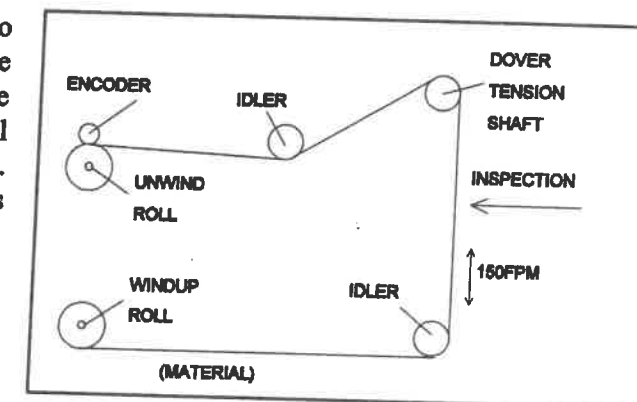 o
e
e
l
.
s
ENCODER
IDLER
DOVER
TENSION
SHAFT
UNWIND
ROLL
INSPECTION
150FPM
WINDUP
ROLL
IDLER
(MATERIAL)